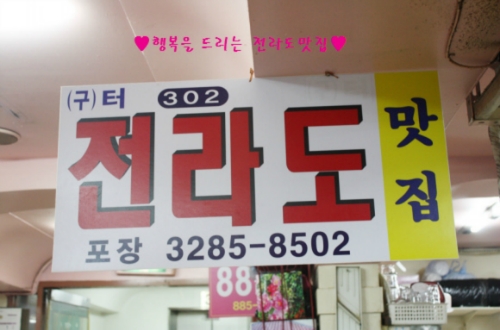 ♥행복을 드리는 전라도맛집♥
(구)터 302
전라도
맛집
포장 3285-8502
88
885-